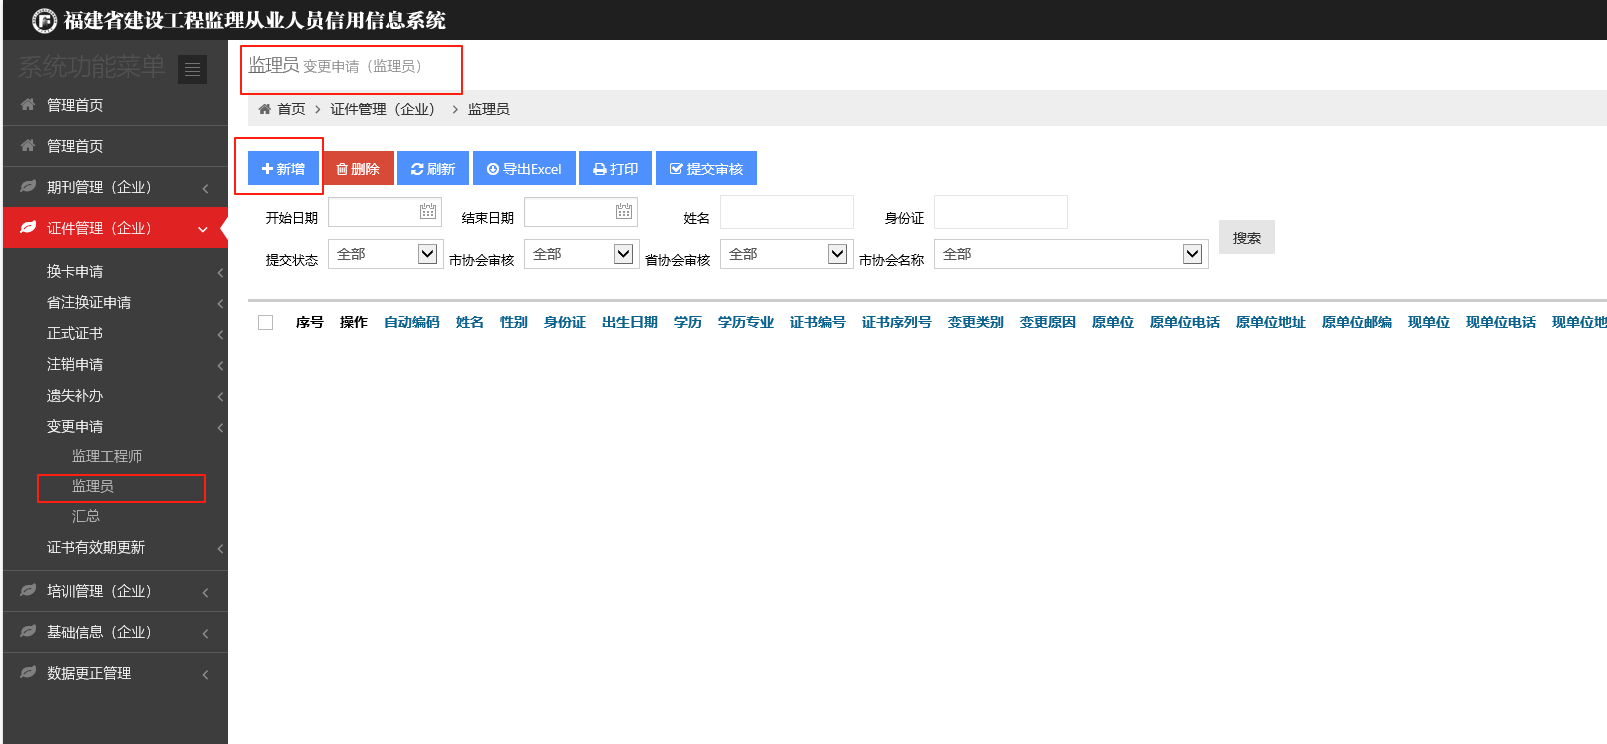 福建省建设工程监理从业人员信用信息系统
系统功能菜单
管理首页
管理首页
期刊管理（企业）
证件管理（企业）
换卡申请
省注换证申请
正式证书
注销申请
遗失补办
变更申请
监理工程师
监理员
汇总
证书有效期更新
培训管理（企业）
基础信息（企业）
数据更正管理
监理员 变更申请（监理员）
首页 > 证件管理（企业） > 监理员
新增 删除 刷新 导出Excel 打印 提交审核
开始日期 结束日期 姓名 身份证
提交状态 全部 市协会审核 全部 省协会审核 全部 市协会名称 全部
搜索
序号 操作 自动编码 姓名 性别 身份证 出生日期 学历 学历专业 证书编号 证书序列号 变更类别 变更原因 原单位 原单位电话 原单位地址 原单位邮编 现单位 现单位电话 现单位地